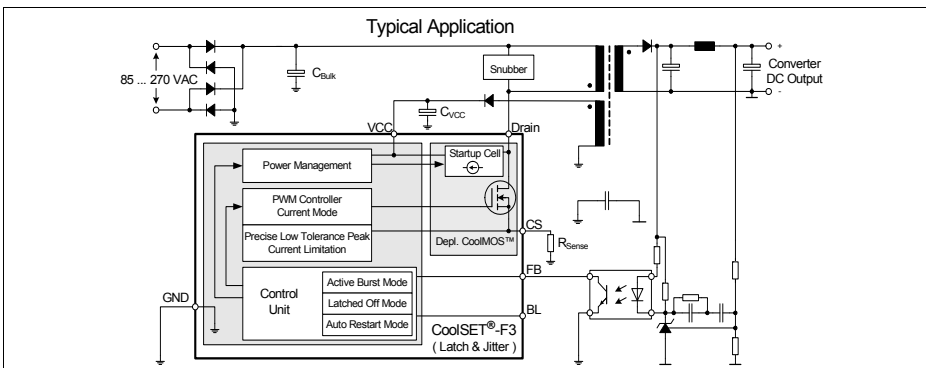 Typical Application
+
Converter
DC Output
-
85 ... 270 VAC
CBulk
Snubber
CVCC
VCC
Drain
Power Management
Startup Cell
PWM Controller
Current Mode
Precise Low Tolerance Peak
Current Limitation
Depl. CoolMOS™
CS
RSense
FB
GND
Control
Unit
Active Burst Mode
Latched Off Mode
Auto Restart Mode
BL
CoolSET®-F3
( Latch & Jitter )